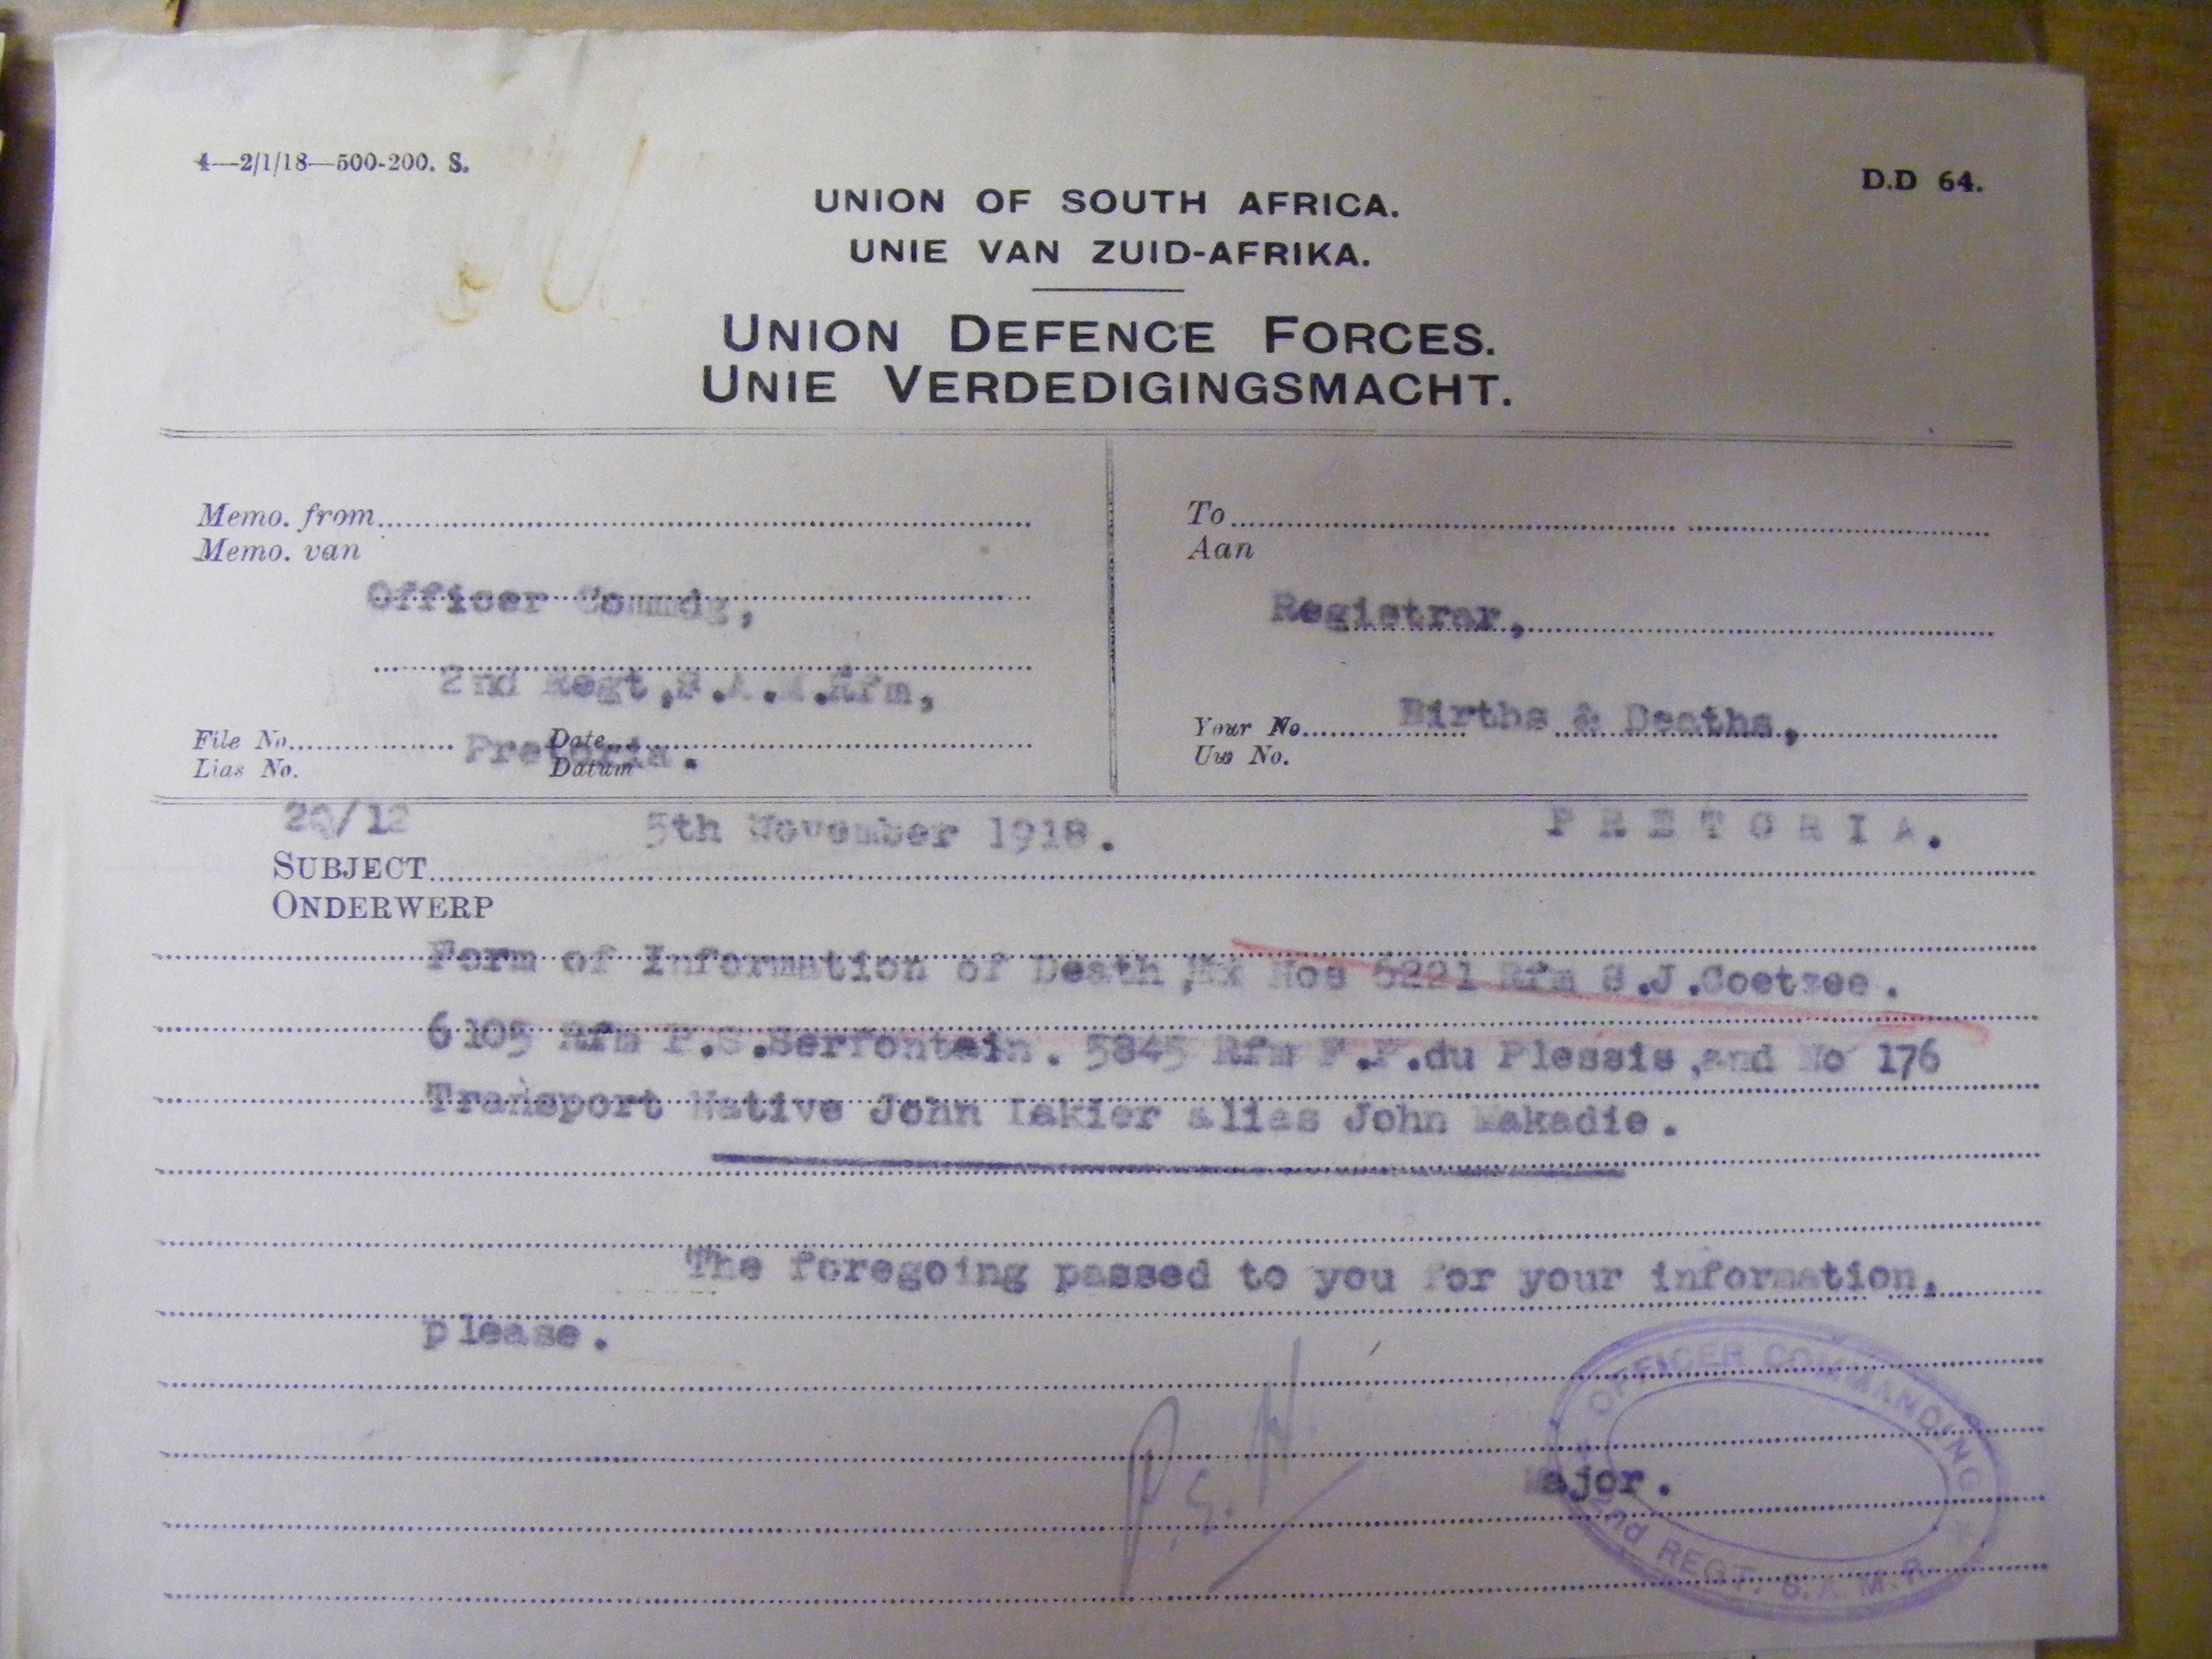 4—2/1/18—500-200. S.
D.D 64.
UNION OF SOUTH AFRICA.
UNIE VAN ZUID-AFRIKA.
UNION DEFENCE FORCES.
UNIE VERDEDIGINGSMACHT.
Memo. from
Memo. van
Officer Commdg,
2nd Regt,S.A.M.Rfm,
Pretoria.
File No. Date
Lias No. Datum
To
Aan
Registrar,
Births & Deaths,
Your No.
Uw No.
20/12 5th November 1918. PRETORIA.
SUBJECT
ONDERWERP
Form of Information of Death, Nos 6221 Rfm S.J.Coetzee.
6105 Rfm P.S.Serfontein. 5845 Rfm F.F.du Plessis,and No 176
Transport Native John Lakier alias John Makadie.
The foregoing passed to you for your information,
please.
Major.
OFFICER COMMANDING
2nd REGT. S.A.M.R.